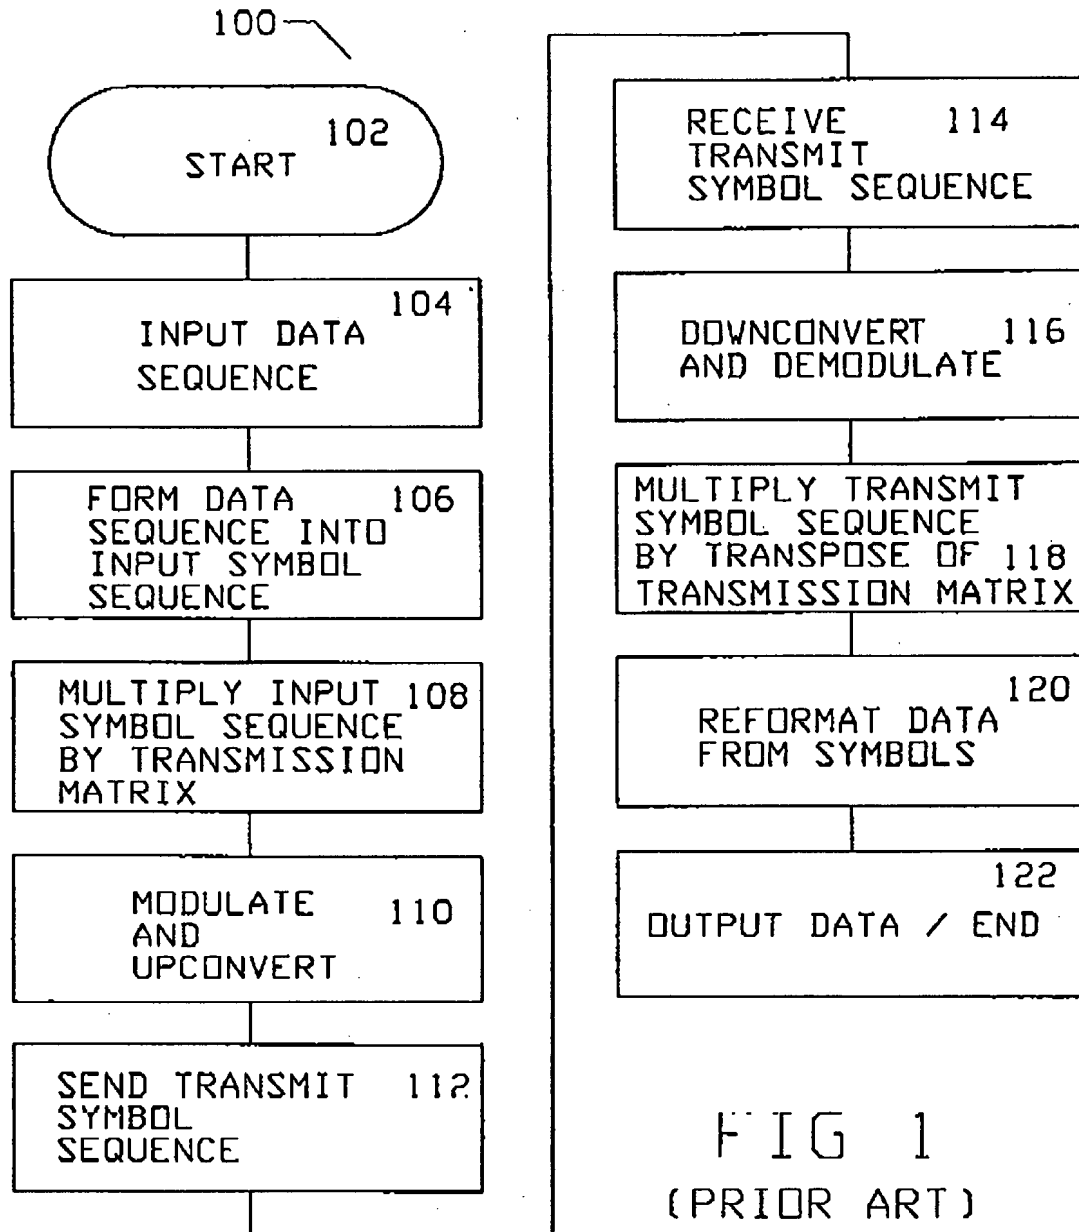 100
102
START
104
INPUT DATA
SEQUENCE
FORM DATA 106
SEQUENCE INTO
INPUT SYMBOL
SEQUENCE
MULTIPLY INPUT 108
SYMBOL SEQUENCE
BY TRANSMISSION
MATRIX
MODULATE 110
AND
UPCONVERT
SEND TRANSMIT 112
SYMBOL
SEQUENCE
RECEIVE 114
TRANSMIT
SYMBOL SEQUENCE
DOWNCONVERT 116
AND DEMODULATE
MULTIPLY TRANSMIT
SYMBOL SEQUENCE
BY TRANSPOSE OF 118
TRANSMISSION MATRIX
120
REFORMAT DATA
FROM SYMBOLS
122
OUTPUT DATA / END
FIG 1
(PRIOR ART)